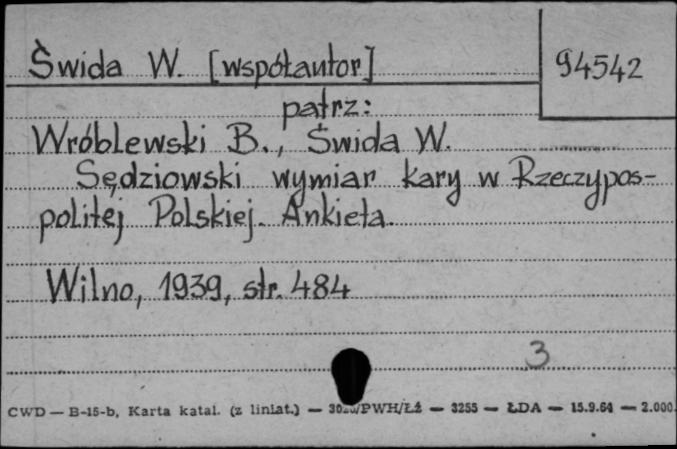 Świda W. [współautor]
94542
patrz:
Wróblewski B., Świda W.
Sędziowski wymiar kary w Rzeczypos-
politej Polskiej. Ankieta.
Wilno, 1939, str. 484
3
CWD — B-15-b, Karta katal. (z liniat.) — /PWH/Łż — 3255 — ŁDA — 15.9.64 — 2.000.